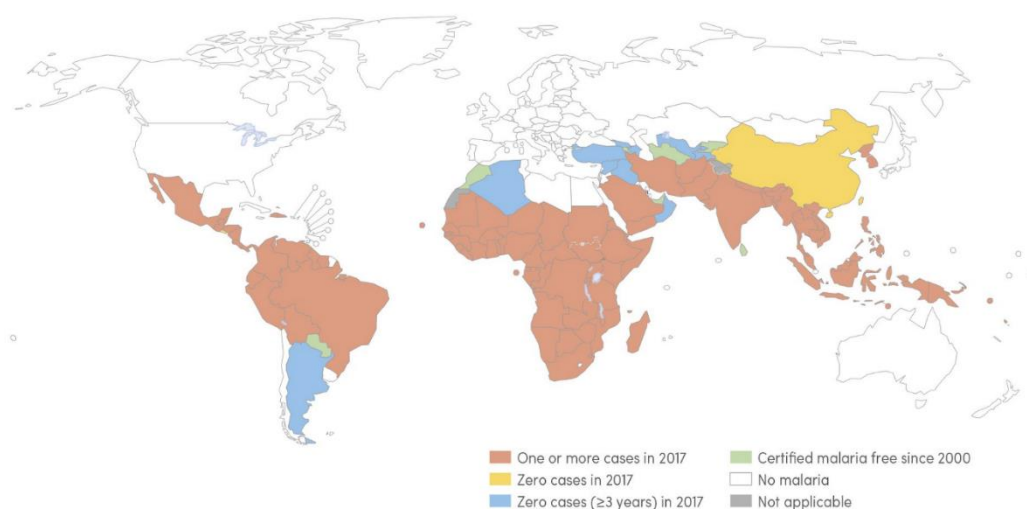 One or more cases in 2017
Zero cases in 2017
Zero cases (≥3 years) in 2017
Certified malaria free since 2000
No malaria
Not applicable